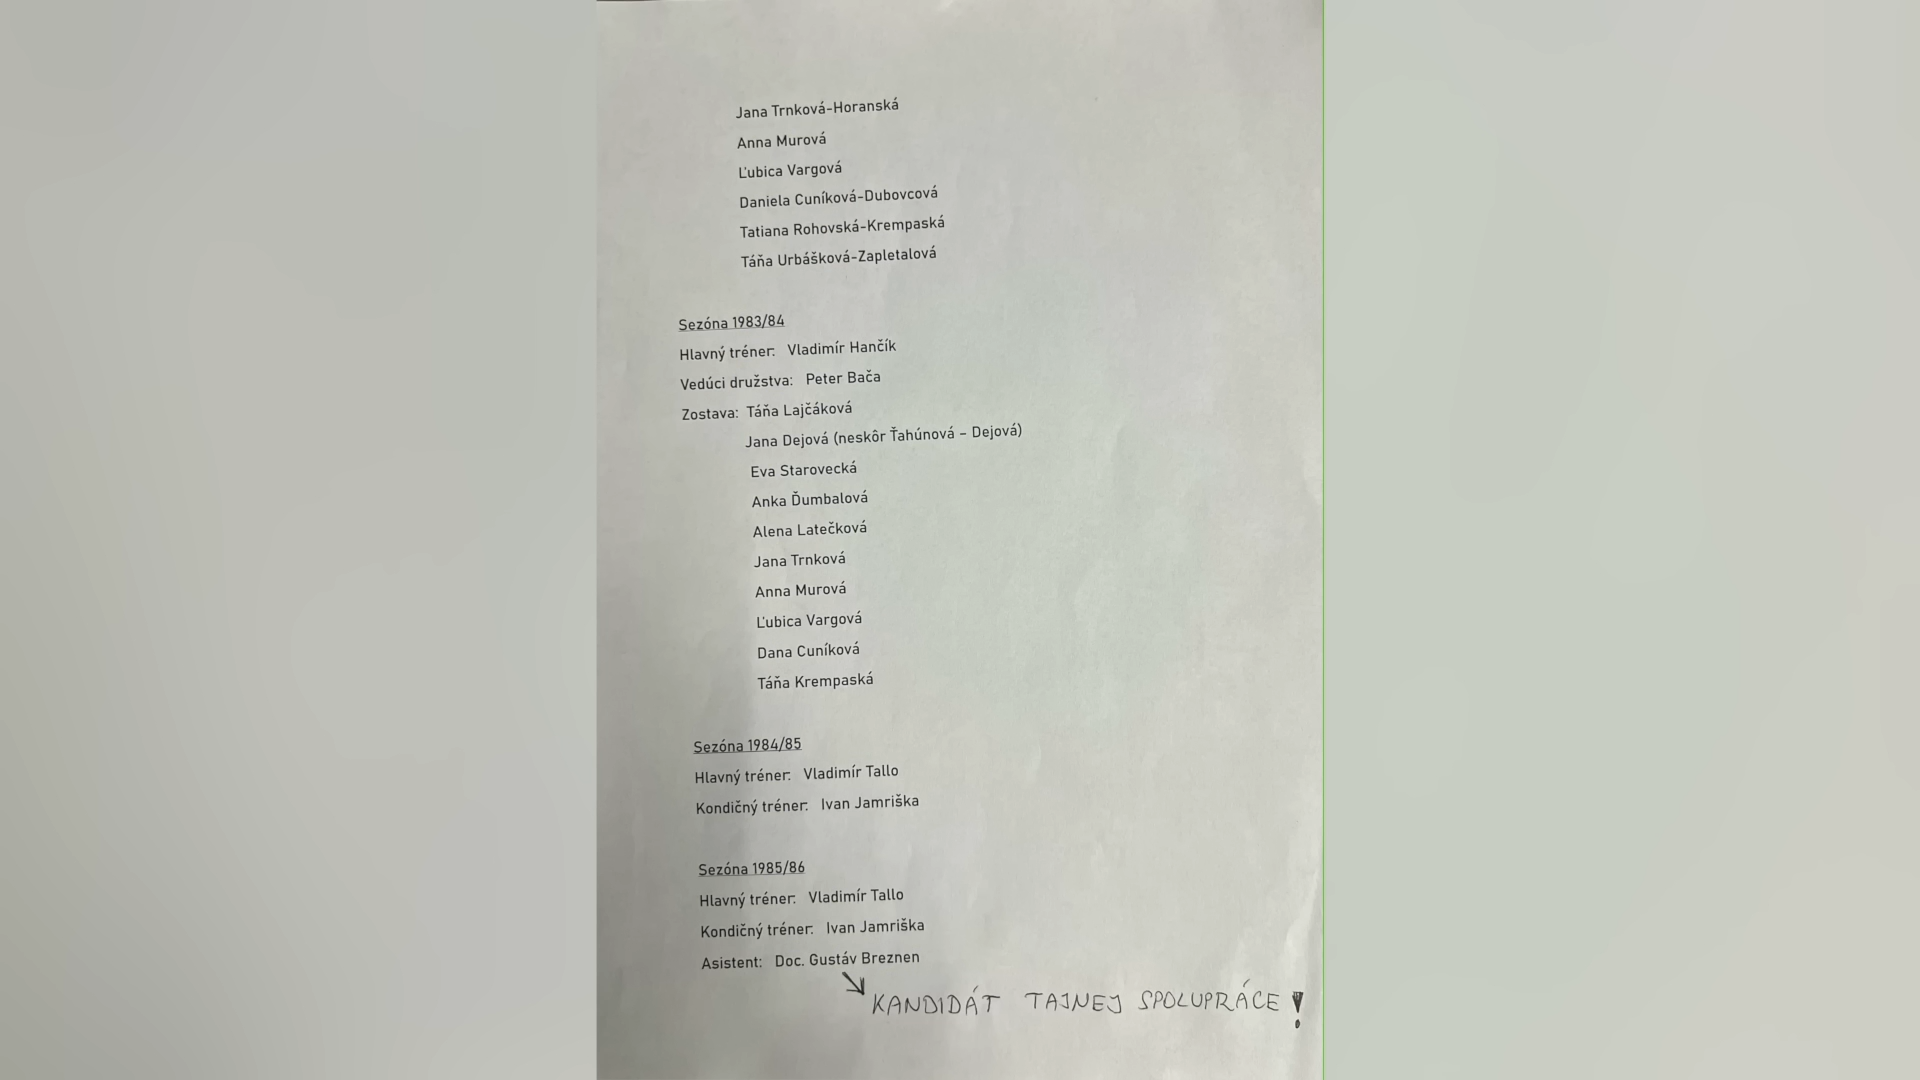 Jana Trnková-Horanská
Anna Murová
Ľubica Vargová
Daniela Cuníková-Dubovcová
Tatiana Rohovská-Krempaská
Táňa Urbášková-Zapletalová
Sezóna 1983/84
Hlavný tréner: Vladimír Hančík
Vedúci družstva: Peter Bača
Zostava: Táňa Lajčáková
Jana Dejová (neskôr Ťahúnová – Dejová)
Eva Starovecká
Anka Ďumbalová
Alena Latečková
Jana Trnková
Anna Murová
Ľubica Vargová
Dana Cuníková
Táňa Krempaská
Sezóna 1984/85
Hlavný tréner: Vladimír Tallo
Kondičný tréner: Ivan Jamriška
Sezóna 1985/86
Hlavný tréner: Vladimír Tallo
Kondičný tréner: Ivan Jamriška
Asistent: Doc. Gustáv Breznen
KANDIDÁT TAJNEJ SPOLUPRÁCE!